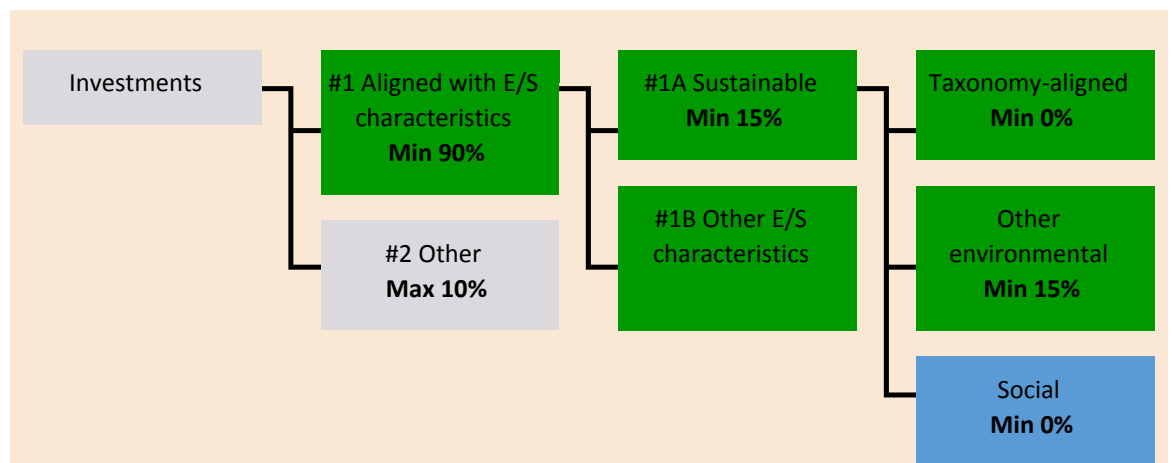 Investments
#1 Aligned with E/S
characteristics
Min 90%
#2 Other
Max 10%
#1A Sustainable
Min 15%
#1B Other E/S
characteristics
Taxonomy-aligned
Min 0%
Other
environmental
Min 15%
Social
Min 0%